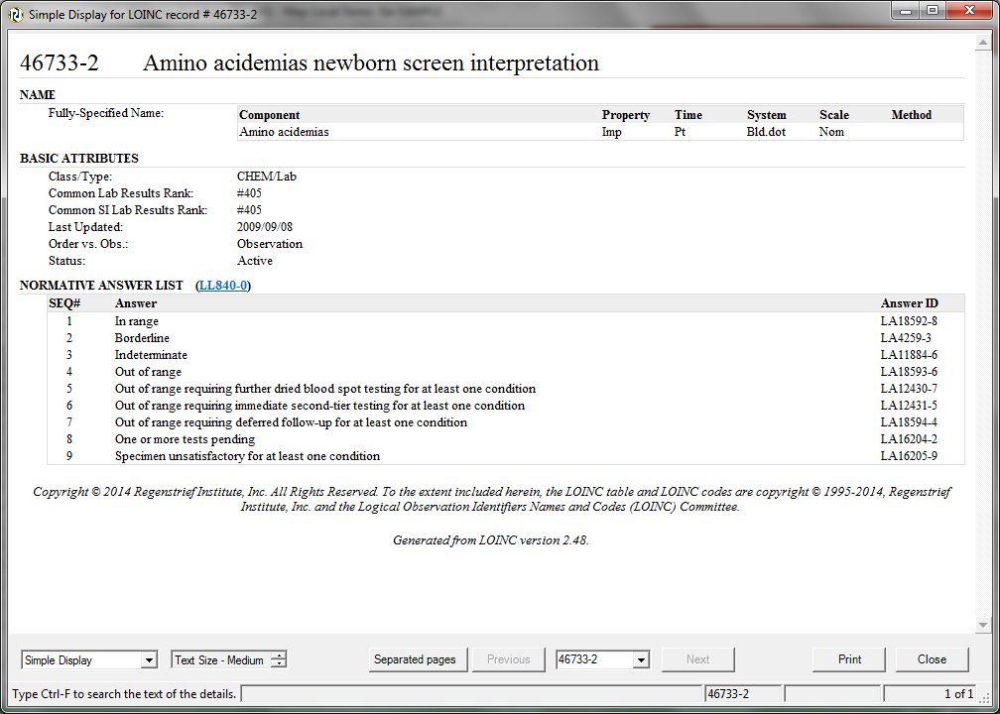 Simple Display for LOINC record # 46733-2
46733-2 Amino acidemias newborn screen interpretation
NAME
Fully-Specified Name: Component Property Time System Scale Method
Amino acidemias Imp Pt Bld.dot Nom
BASIC ATTRIBUTES
Class/Type: CHEM/Lab
Common Lab Results Rank: #405
Common SI Lab Results Rank: #405
Last Updated: 2009/09/08
Order vs. Obs.: Observation
Status: Active
NORMATIVE ANSWER LIST (LL840-0)
SEQ# Answer Answer ID
1 In range LA18592-8
2 Borderline LA4259-3
3 Indeterminate LA11884-6
4 Out of range LA18593-6
5 Out of range requiring further dried blood spot testing for at least one condition LA12430-7
6 Out of range requiring immediate second-tier testing for at least one condition LA12431-5
7 Out of range requiring deferred follow-up for at least one condition LA18594-4
8 One or more tests pending LA16204-2
9 Specimen unsatisfactory for at least one condition LA16205-9
Copyright © 2014 Regenstrief Institute, Inc. All Rights Reserved. To the extent included herein, the LOINC table and LOINC codes are copyright © 1995-2014, Regenstrief
Institute, Inc. and the Logical Observation Identifiers Names and Codes (LOINC) Committee.
Generated from LOINC version 2.48.
Simple Display Text Size - Medium Separated pages Previous 46733-2 Next Print Close
Type Ctrl-F to search the text of the details. 46733-2 1 of 1